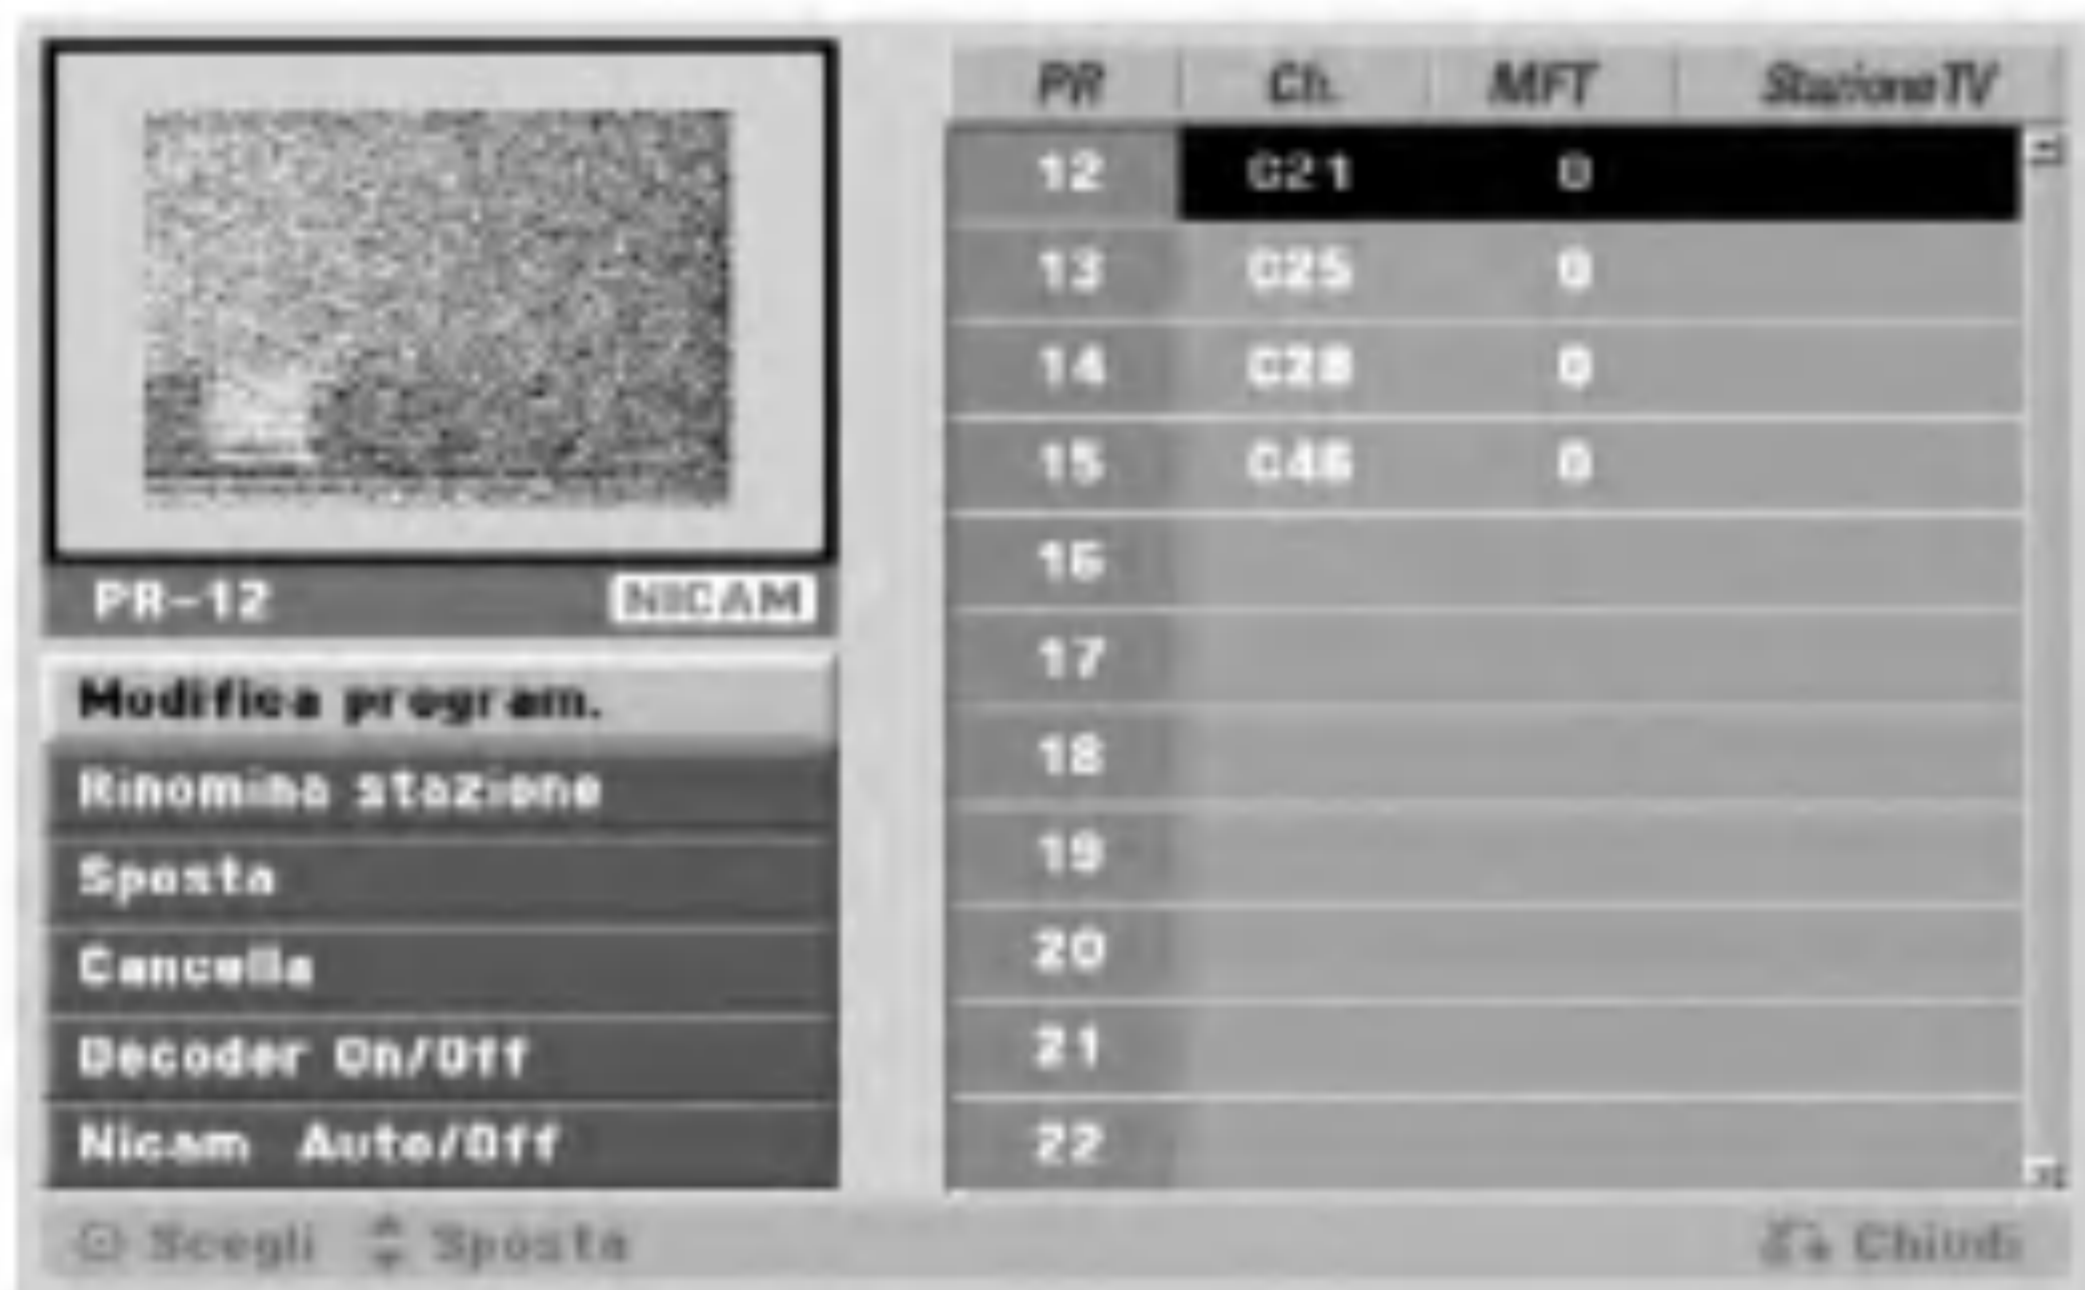 PR Ch. MFT Stazione TV
12 C21 0
13 C25 0
14 C28 0
15 C46 0
16
17
18
19
20
21
22
PR-12 NICAM
Modifica program.
Rinomina stazione
Sposta
Cancella
Decoder On/Off
Nicam Auto/Off
Scegli Sposta Chiudi